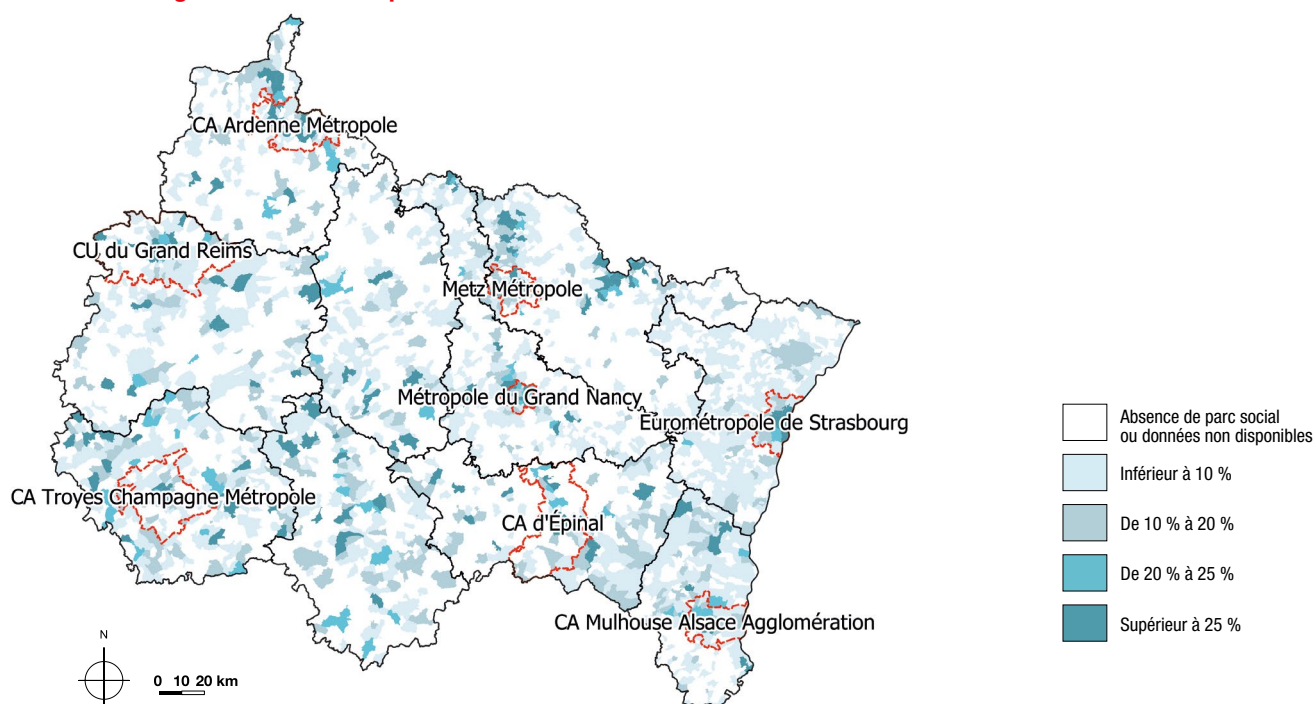 CA Ardenne Métropole
CU du Grand Reims
Metz Métropole
Métropole du Grand Nancy
Eurométropole de Strasbourg
CA Troyes Champagne Métropole
CA d'Épinal
CA Mulhouse Alsace Agglomération
N
0 10 20 km
Absence de parc social
ou données non disponibles
Inférieur à 10 %
De 10 % à 20 %
De 20 % à 25 %
Supérieur à 25 %